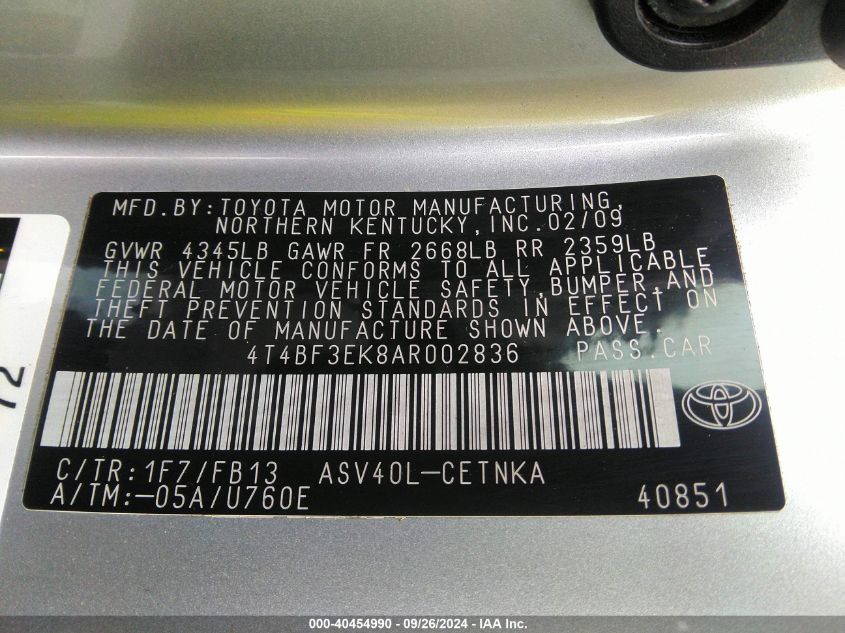 MFD.BY:TOYOTA MOTOR MANUFACTURING,
NORTHERN KENTUCKY,INC.02/09
GVWR 4345LB GAWR FR 2668LB RR 2359LB
THIS VEHICLE CONFORMS TO ALL APPLICABLE
FEDERAL MOTOR VEHICLE SAFETY,BUMPER,AND
THEFT PREVENTION STANDARDS IN EFFECT ON
THE DATE OF MANUFACTURE SHOWN ABOVE.
4T4BF3EK8AR002836 PASS.CAR
C/TR:1F7/FB13 ASV40L-CETNKA
A/TM:-05A/U760E 40851
72
000-40454990 - 09/26/2024 - IAA Inc.